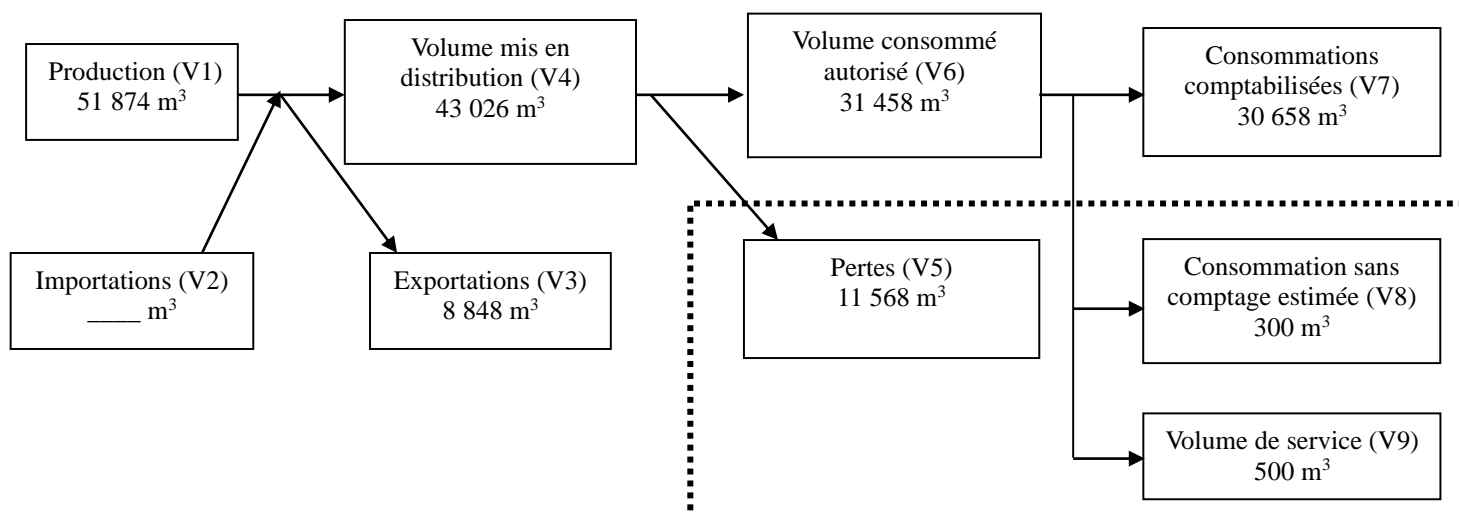 Production (V1)
51 874 m³
Volume mis en
distribution (V4)
43 026 m³
Volume consommé
autorisé (V6)
31 458 m³
Consommations
comptabilisées (V7)
30 658 m³
Importations (V2)
____ m³
Exportations (V3)
8 848 m³
Pertes (V5)
11 568 m³
Consommation sans
comptage estimée (V8)
300 m³
Volume de service (V9)
500 m³